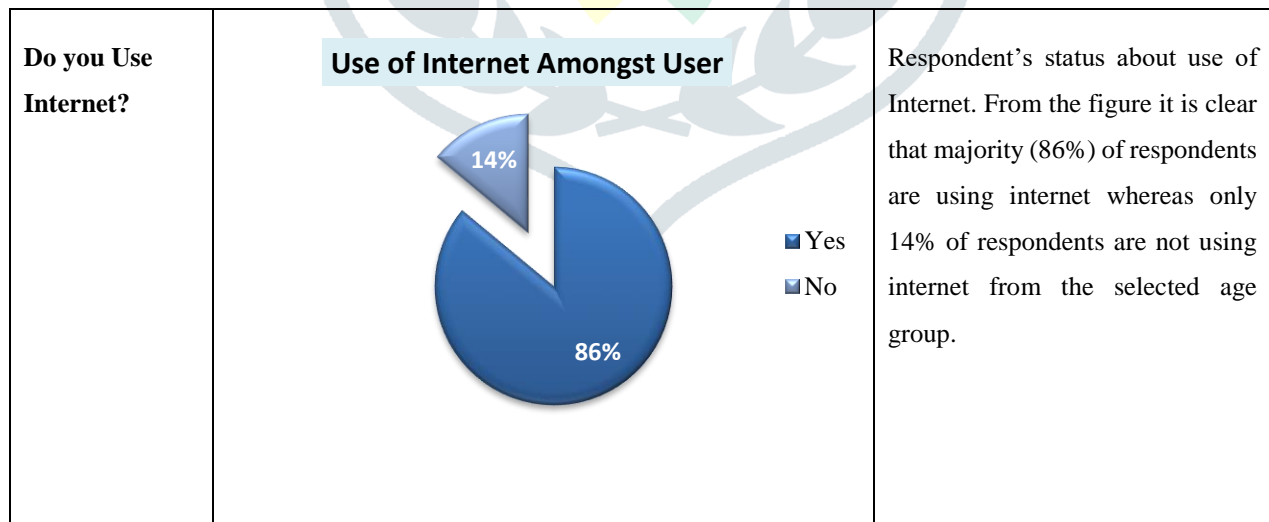 Do you Use
Internet?
Use of Internet Amongst User
14%
86%
Yes
No
Respondent’s status about use of
Internet. From the figure it is clear
that majority (86%) of respondents
are using internet whereas only
14% of respondents are not using
internet from the selected age
group.